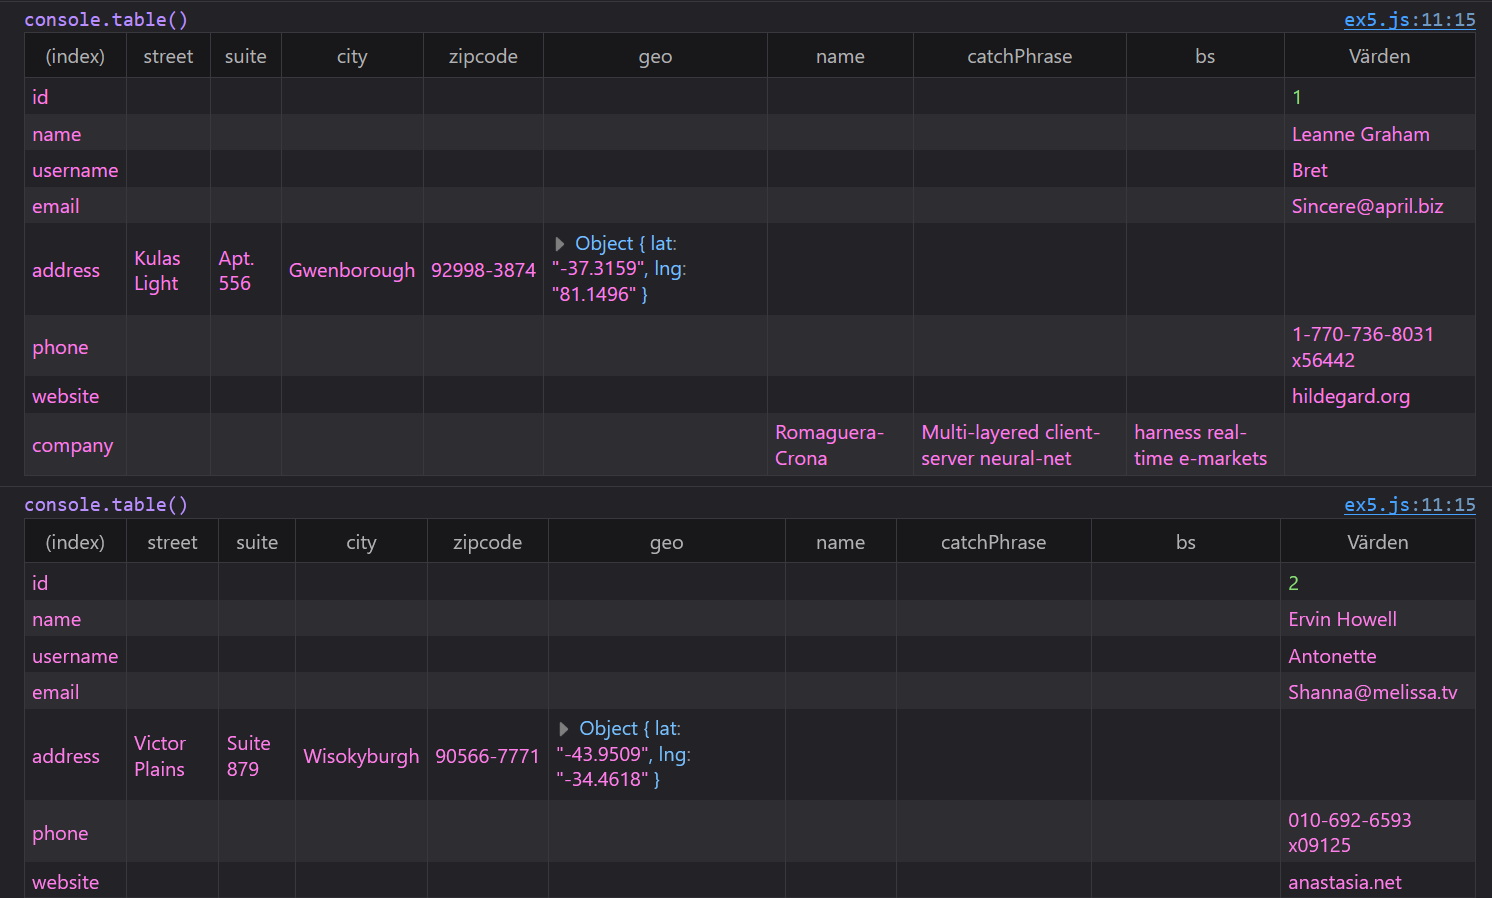 console.table() ex5.js:11:15
(index) street suite city zipcode geo name catchPhrase bs Värden
id 1
name Leanne Graham
username Bret
email Sincere@april.biz
address Kulas Light Apt. 556 Gwenborough 92998-3874 Object { lat: "-37.3159", lng: "81.1496" }
phone 1-770-736-8031 x56442
website hildegard.org
company Romaguera-Crona Multi-layered client-server neural-net harness real-time e-markets
console.table() ex5.js:11:15
(index) street suite city zipcode geo name catchPhrase bs Värden
id 2
name Ervin Howell
username Antonette
email Shanna@melissa.tv
address Victor Plains Suite 879 Wisokyburgh 90566-7771 Object { lat: "-43.9509", lng: "-34.4618" }
phone 010-692-6593 x09125
website anastasia.net